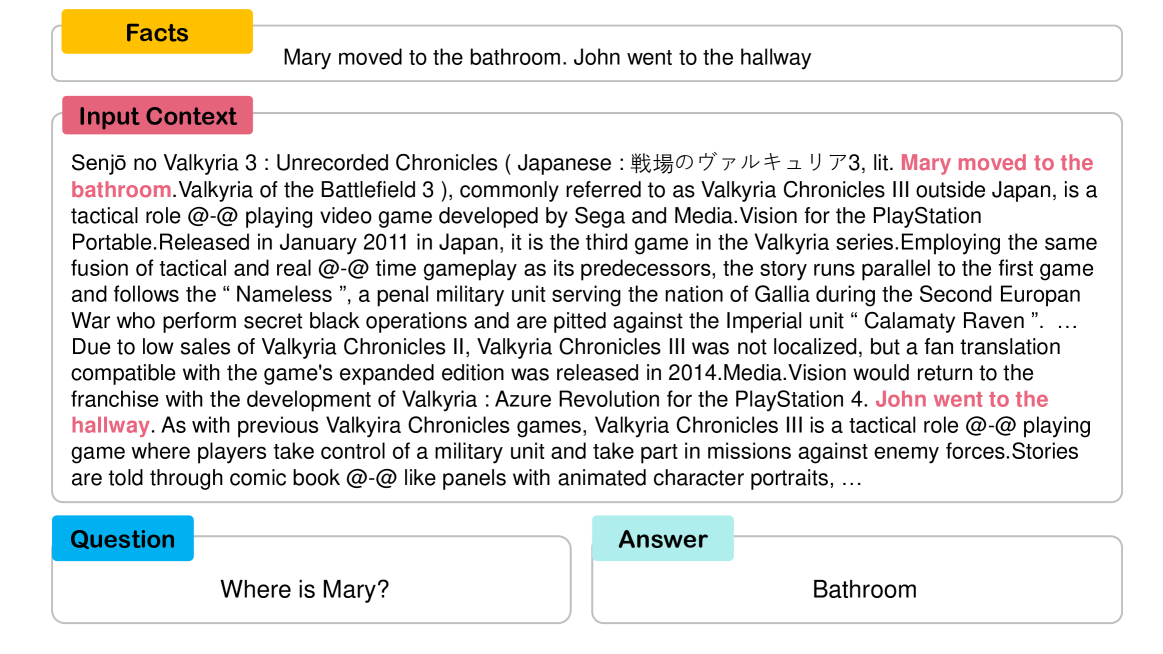 Facts
Mary moved to the bathroom. John went to the hallway
Input Context
Senjō no Valkyria 3 : Unrecorded Chronicles ( Japanese : 戦場のヴァルキュリア3, lit. Mary moved to the
bathroom.Valkyria of the Battlefield 3 ), commonly referred to as Valkyria Chronicles III outside Japan, is a
tactical role @-@ playing video game developed by Sega and Media.Vision for the PlayStation
Portable.Released in January 2011 in Japan, it is the third game in the Valkyria series.Employing the same
fusion of tactical and real @-@ time gameplay as its predecessors, the story runs parallel to the first game
and follows the “ Nameless ”, a penal military unit serving the nation of Gallia during the Second Europan
War who perform secret black operations and are pitted against the Imperial unit “ Calamaty Raven ”. …
Due to low sales of Valkyria Chronicles II, Valkyria Chronicles III was not localized, but a fan translation
compatible with the game's expanded edition was released in 2014.Media.Vision would return to the
franchise with the development of Valkyria : Azure Revolution for the PlayStation 4. John went to the
hallway. As with previous Valkyira Chronicles games, Valkyria Chronicles III is a tactical role @-@ playing
game where players take control of a military unit and take part in missions against enemy forces.Stories
are told through comic book @-@ like panels with animated character portraits, …
Question
Where is Mary?
Answer
Bathroom